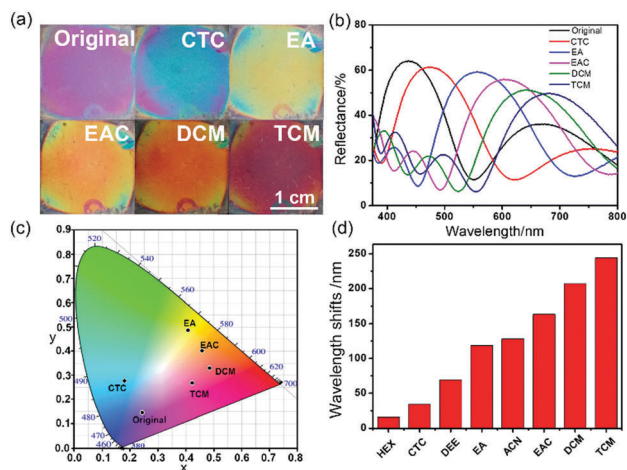 (a)
Original CTC EA
EAC DCM TCM
1 cm
(b)
Reflectance/%
80
60
40
20
0
Original
CTC
EA
EAC
DCM
TCM
400 500 600 700 800
Wavelength/nm
(c)
y
0.9
0.8
0.7
0.6
0.5
0.4
0.3
0.2
0.1
0.0
520
540
560
500
580
EA
600
EAC
620
490
CTC
DCM
700
TCM
480
Original
470
460
380
0.0 0.1 0.2 0.3 0.4 0.5 0.6 0.7 0.8
x
(d)
Wavelength shifts /nm
250
200
150
100
50
0
HEX CTC DEE EA ACN EAC DCM TCM